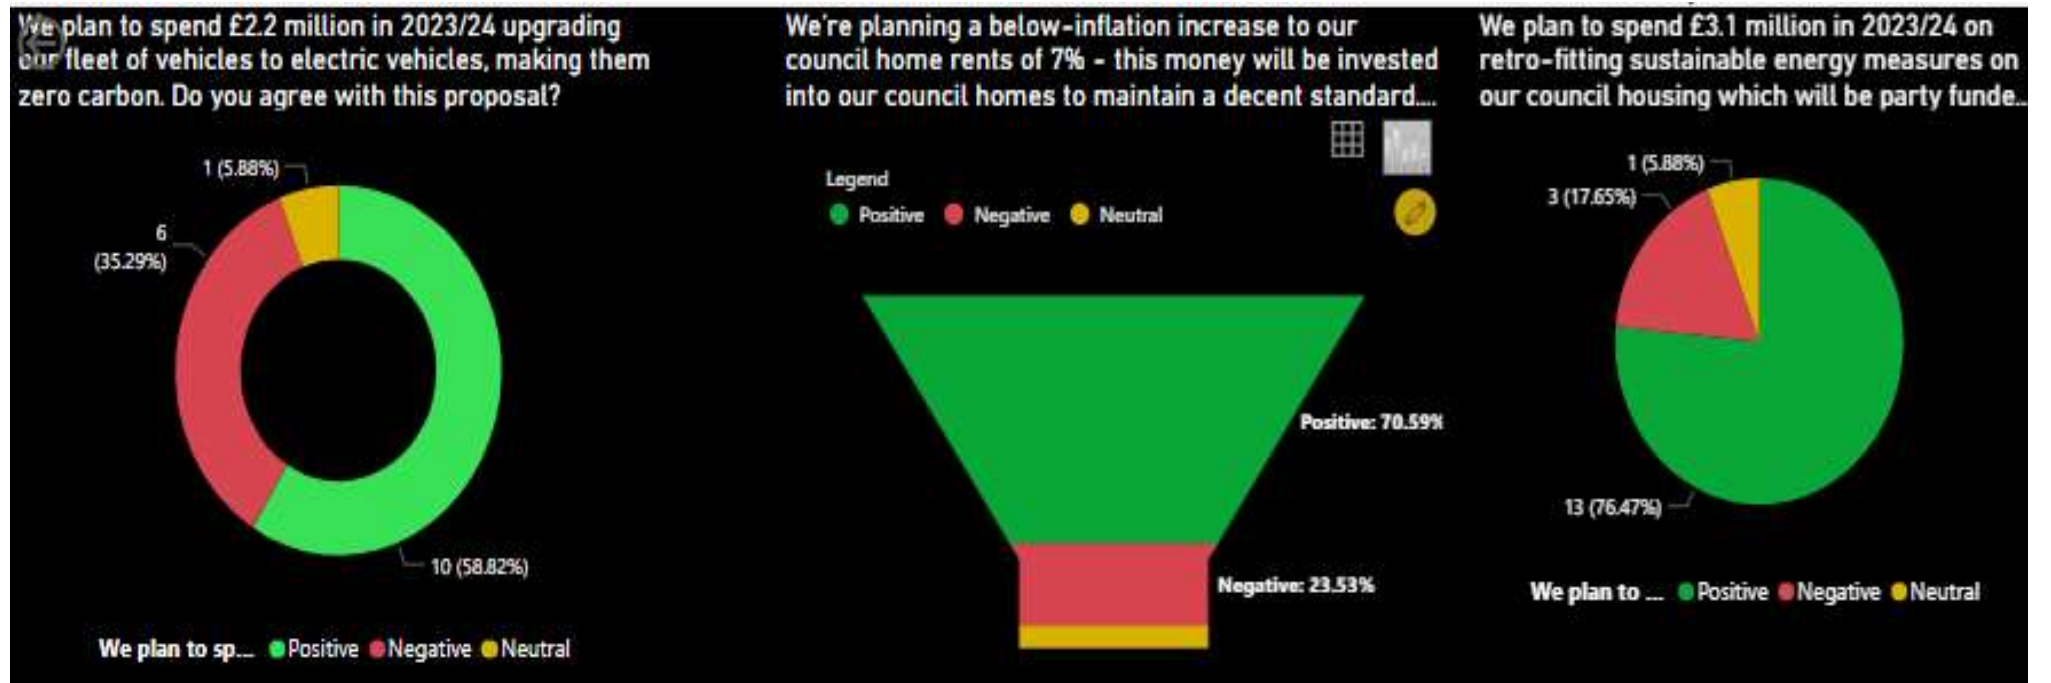 We plan to spend £2.2 million in 2023/24 upgrading
our fleet of vehicles to electric vehicles, making them
zero carbon. Do you agree with this proposal?
1 (5.88%)
6
(35.29%)
10 (58.82%)
We plan to sp... Positive Negative Neutral
We're planning a below-inflation increase to our
council home rents of 7% - this money will be invested
into our council homes to maintain a decent standard....
Legend
Positive Negative Neutral
Positive: 70.59%
Negative: 23.53%
We plan to spend £3.1 million in 2023/24 on
retro-fitting sustainable energy measures on
our council housing which will be party funde...
1 (5.88%)
3 (17.65%)
13 (76.47%)
We plan to ... Positive Negative Neutral